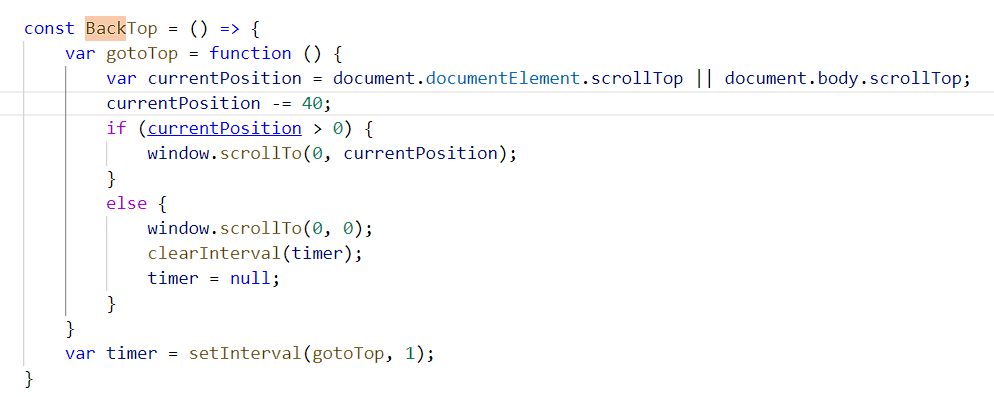 const BackTop = () => {
var gotoTop = function () {
var currentPosition = document.documentElement.scrollTop || document.body.scrollTop;
currentPosition -= 40;
if (currentPosition > 0) {
window.scrollTo(0, currentPosition);
}
else {
window.scrollTo(0, 0);
clearInterval(timer);
timer = null;
}
}
var timer = setInterval(gotoTop, 1);
}